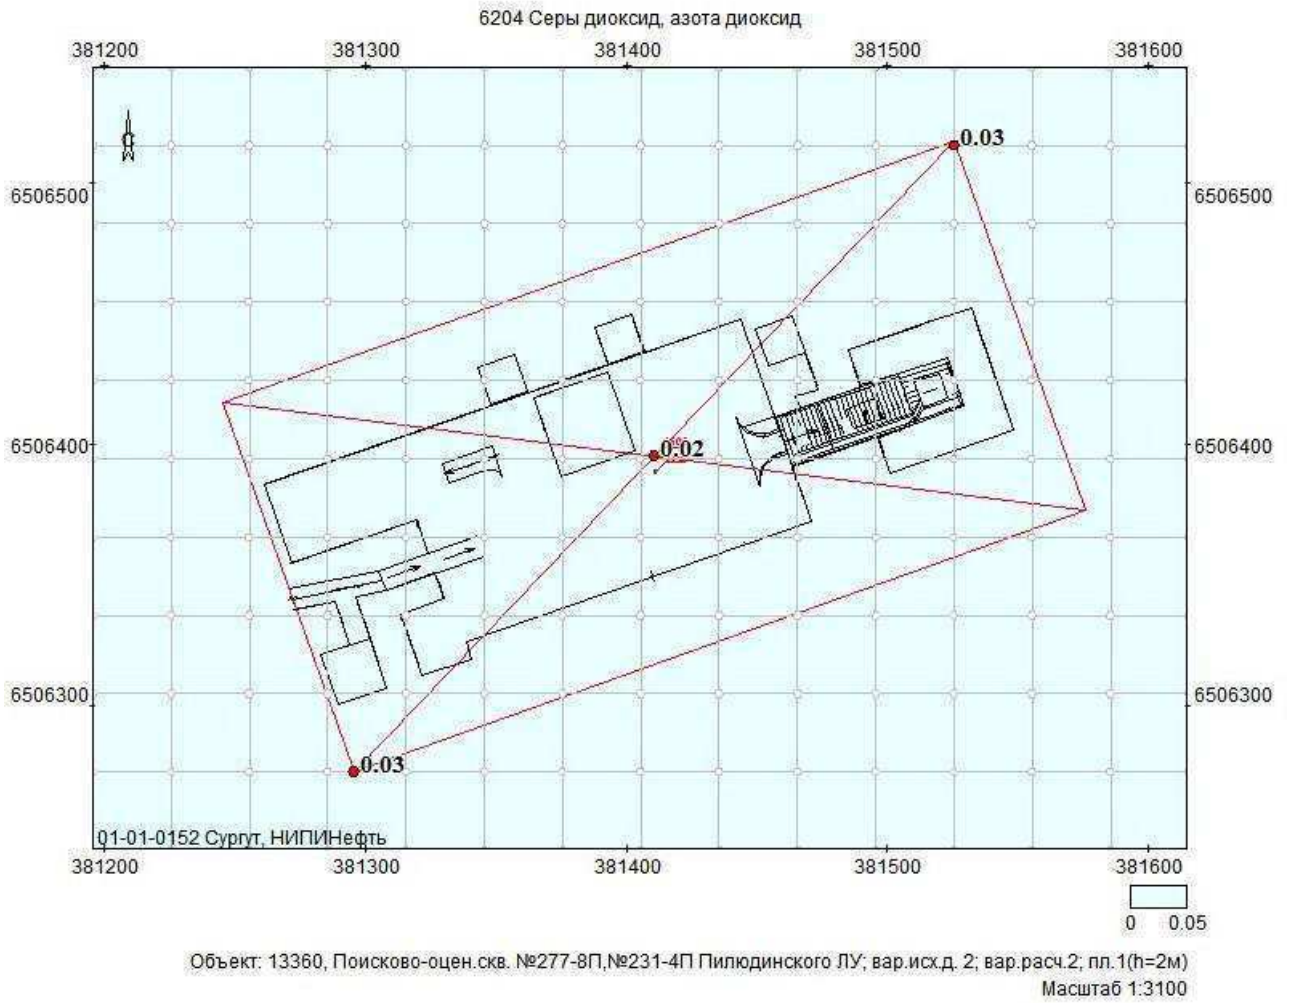 6204 Серы диоксид, азота диоксид
381200 381300 381400 381500 381600
С
0.03
6506500 6506500
6506400 0.02 6506400
6506300 6506300
0.03
01-01-0152 Сургут, НИПИНефть
381200 381300 381400 381500 381600
0 0.05
Объект: 13360, Поисково-оцен.скв. №277-8П,№231-4П Пилюдинского ЛУ; вар.исх.д. 2; вар.расч.2; пл.1(h=2м)
Масштаб 1:3100